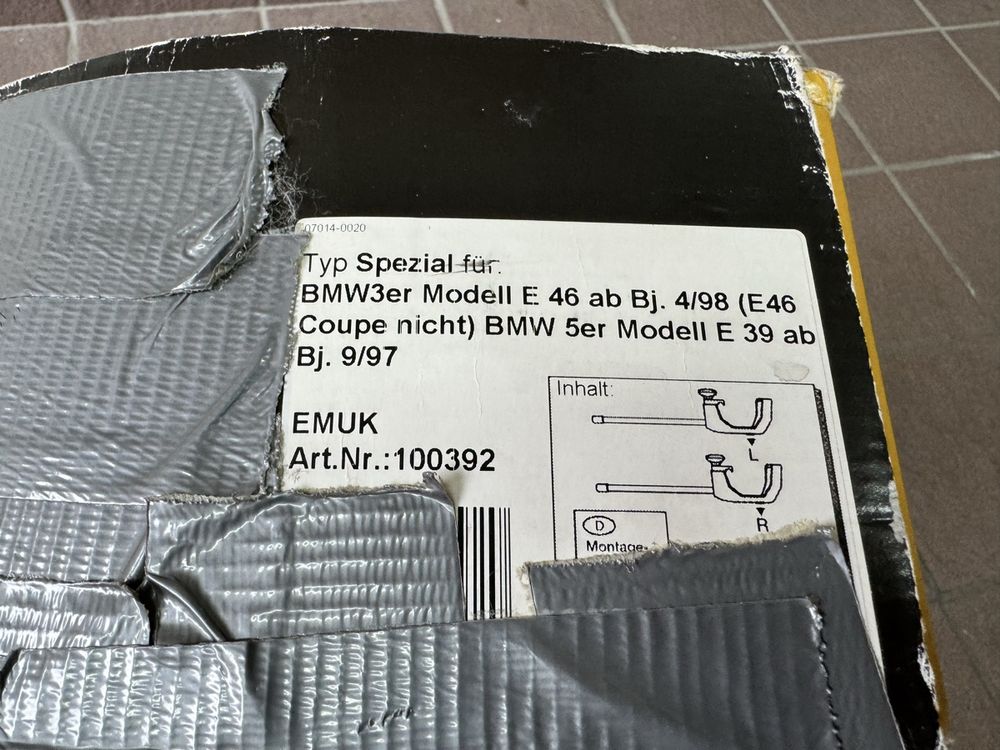 07014-0020
Typ Spezial für:
BMW3er Modell E 46 ab Bj. 4/98 (E46
Coupe nicht) BMW 5er Modell E 39 ab
Bj. 9/97
EMUK
Art.Nr.:100392
Inhalt:
L
R
D
Montage-